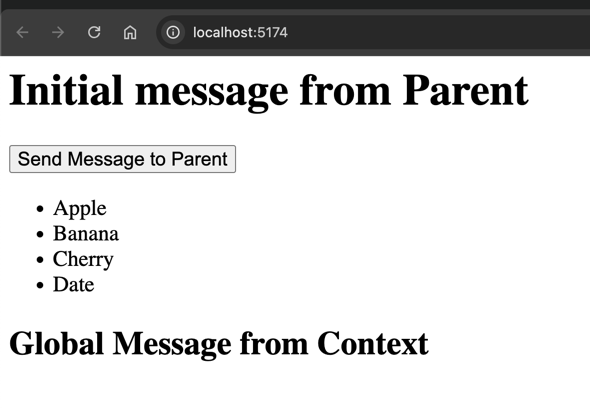 localhost:5174
Initial message from Parent
Send Message to Parent
Apple
Banana
Cherry
Date
Global Message from Context